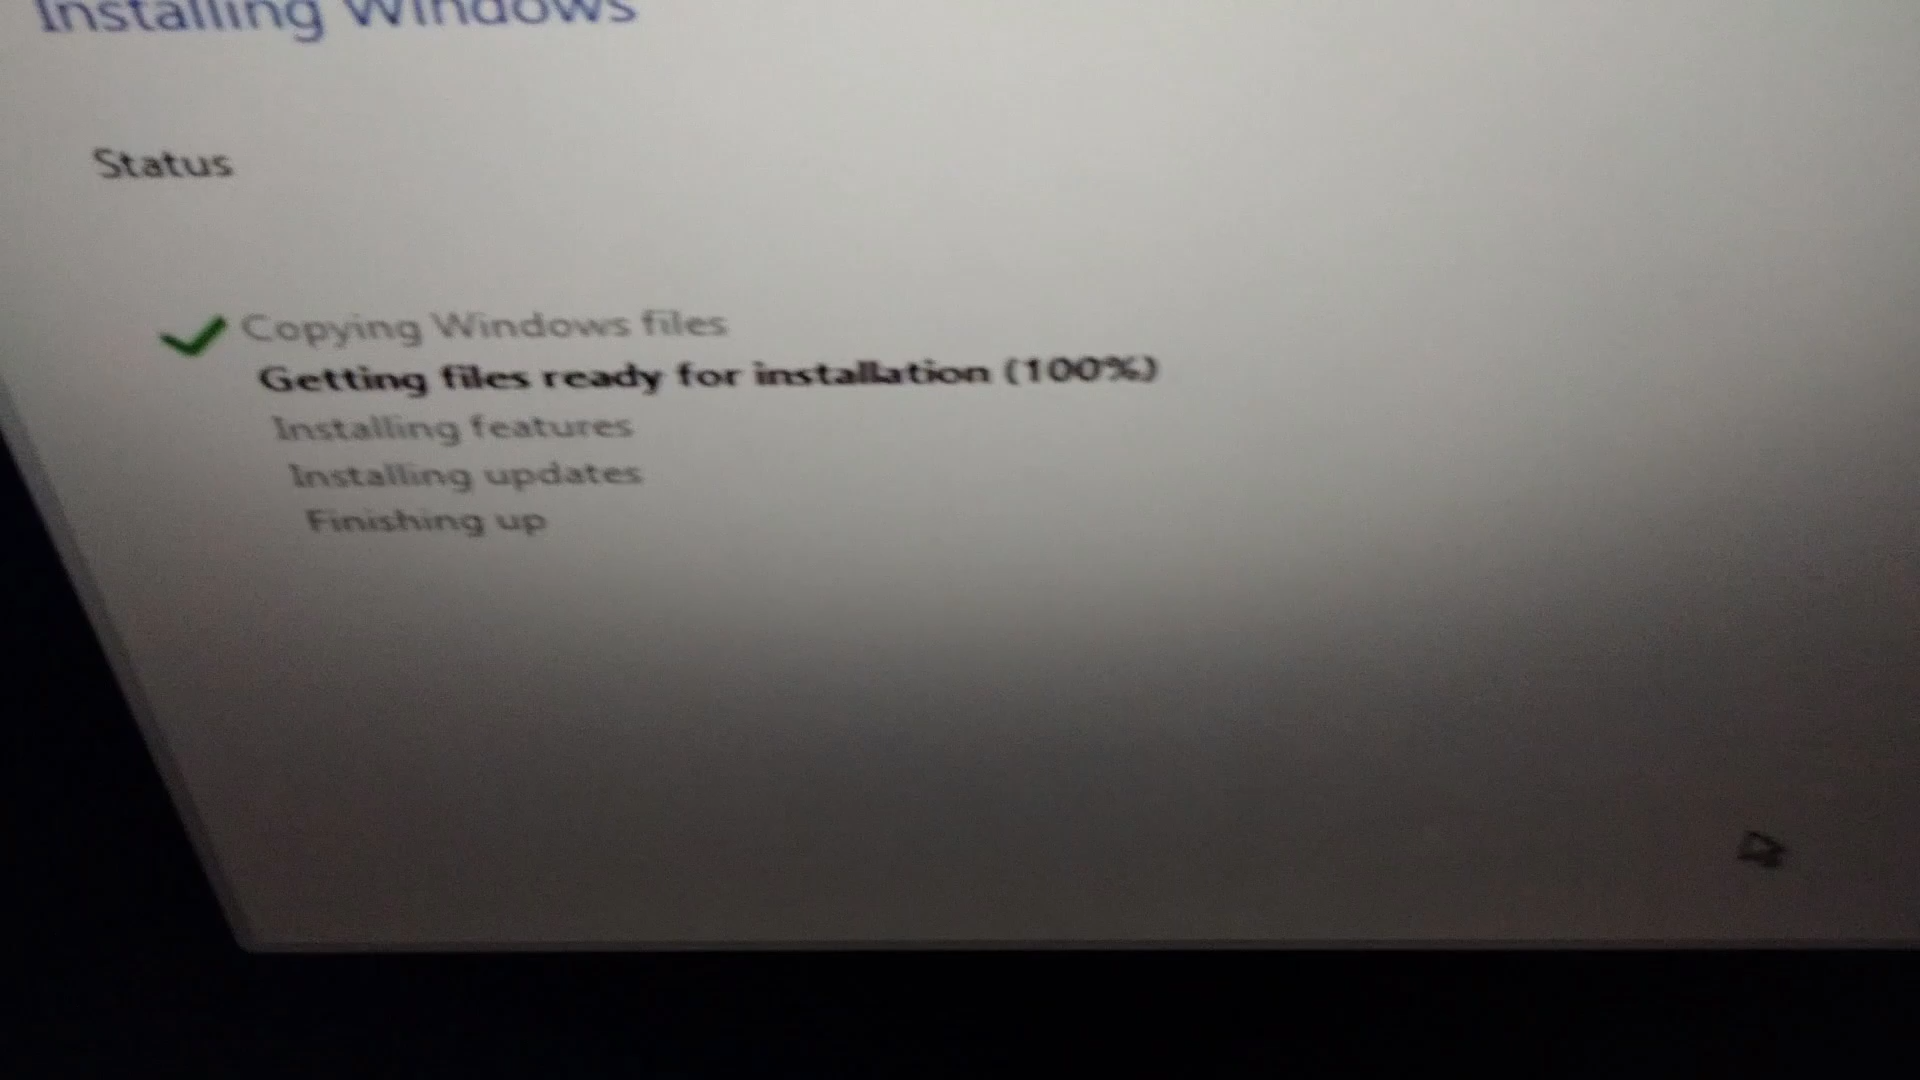 Installing Windows
Status
Copying Windows files
Getting files ready for installation (100%)
Installing features
Installing updates
Finishing up